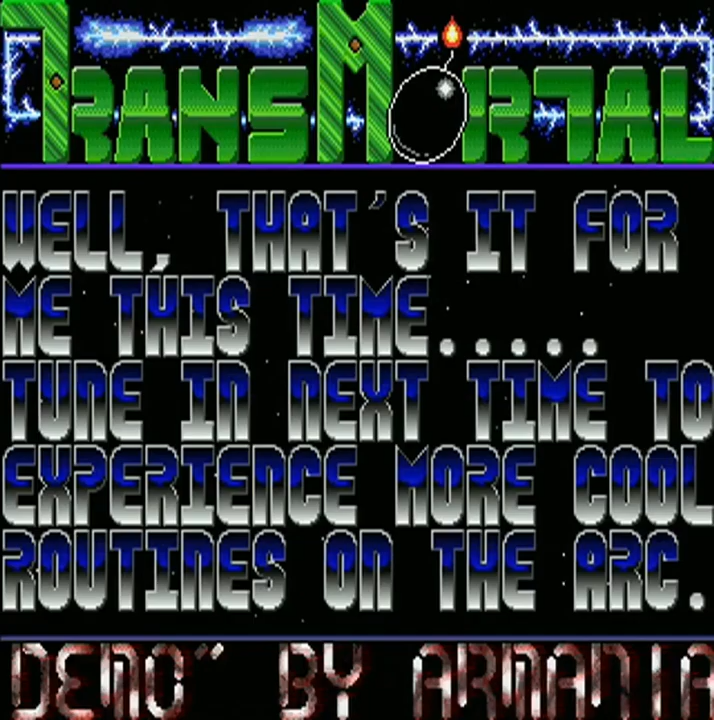 TRANSMORTAL
WELL, THAT'S IT FOR
ME THIS TIME.....
TUNE IN NEXT TIME TO
EXPERIENCE MORE COOL
ROUTINES ON THE ARC.
DEMO" BY ARMANIA